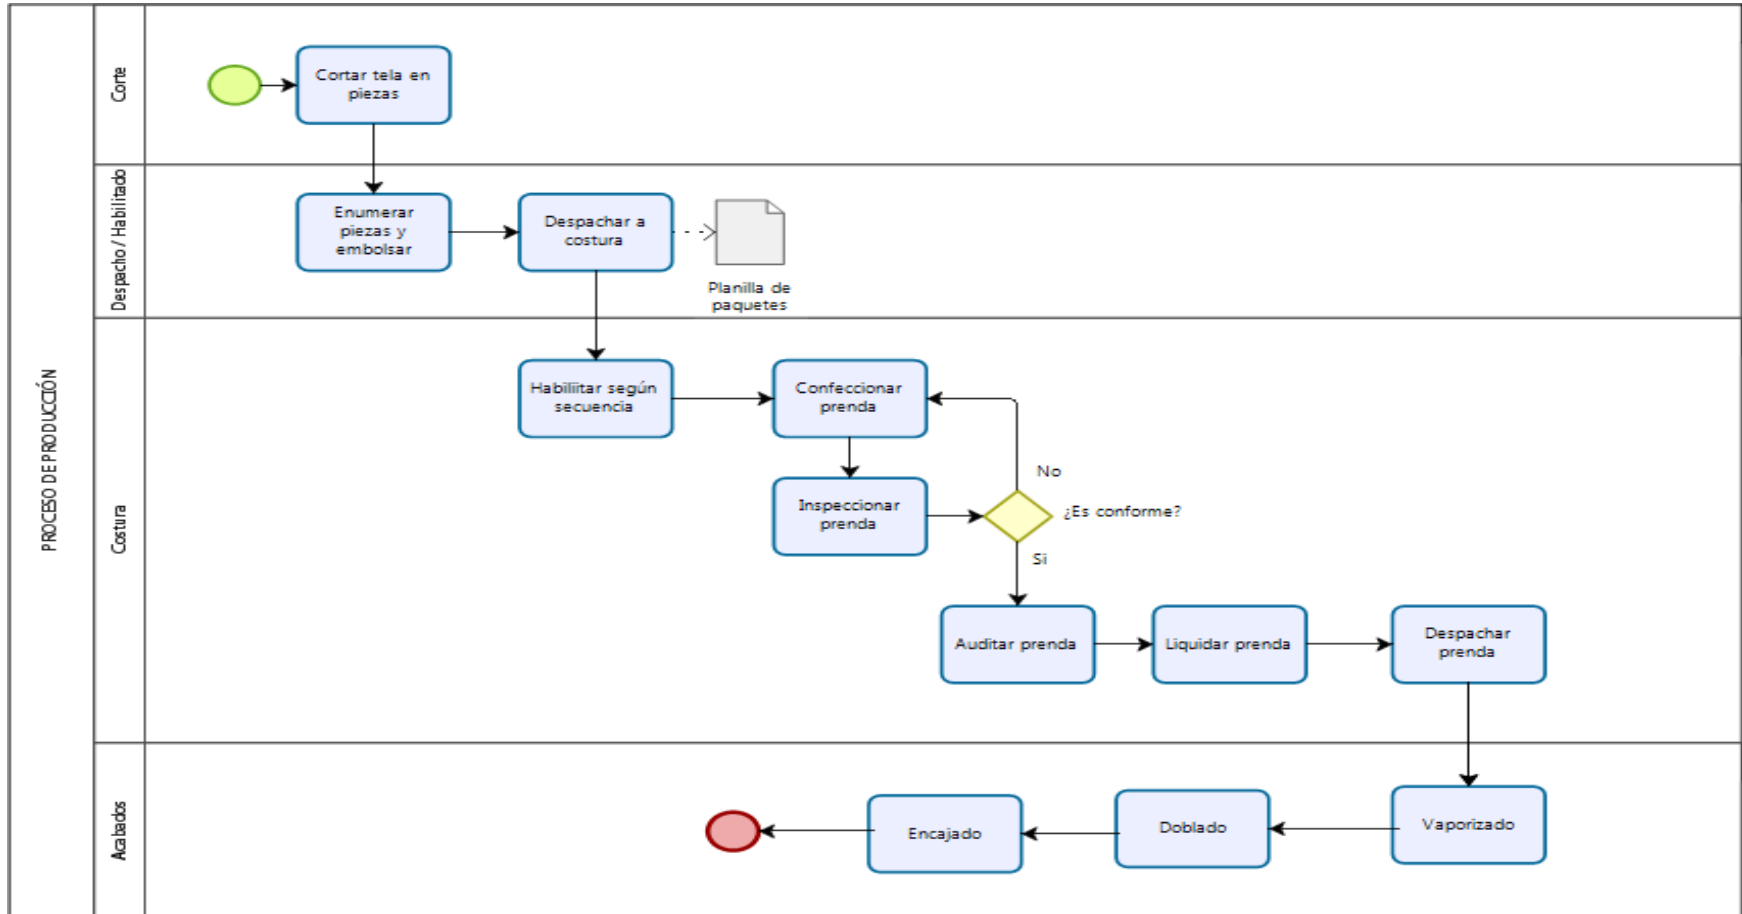 PROCESO DE PRODUCCIÓN
Corte
Cortar tela en
piezas
Despacho / Habilitado
Enumerar
piezas y
embolsar
Despachar a
costura
Planilla de
paquetes
Costura
Habiliitar según
secuencia
Confeccionar
prenda
Inspeccionar
prenda
No
¿Es conforme?
Si
Auditar prenda
Liquidar prenda
Despachar
prenda
Acabados
Vaporizado
Doblado
Encajado